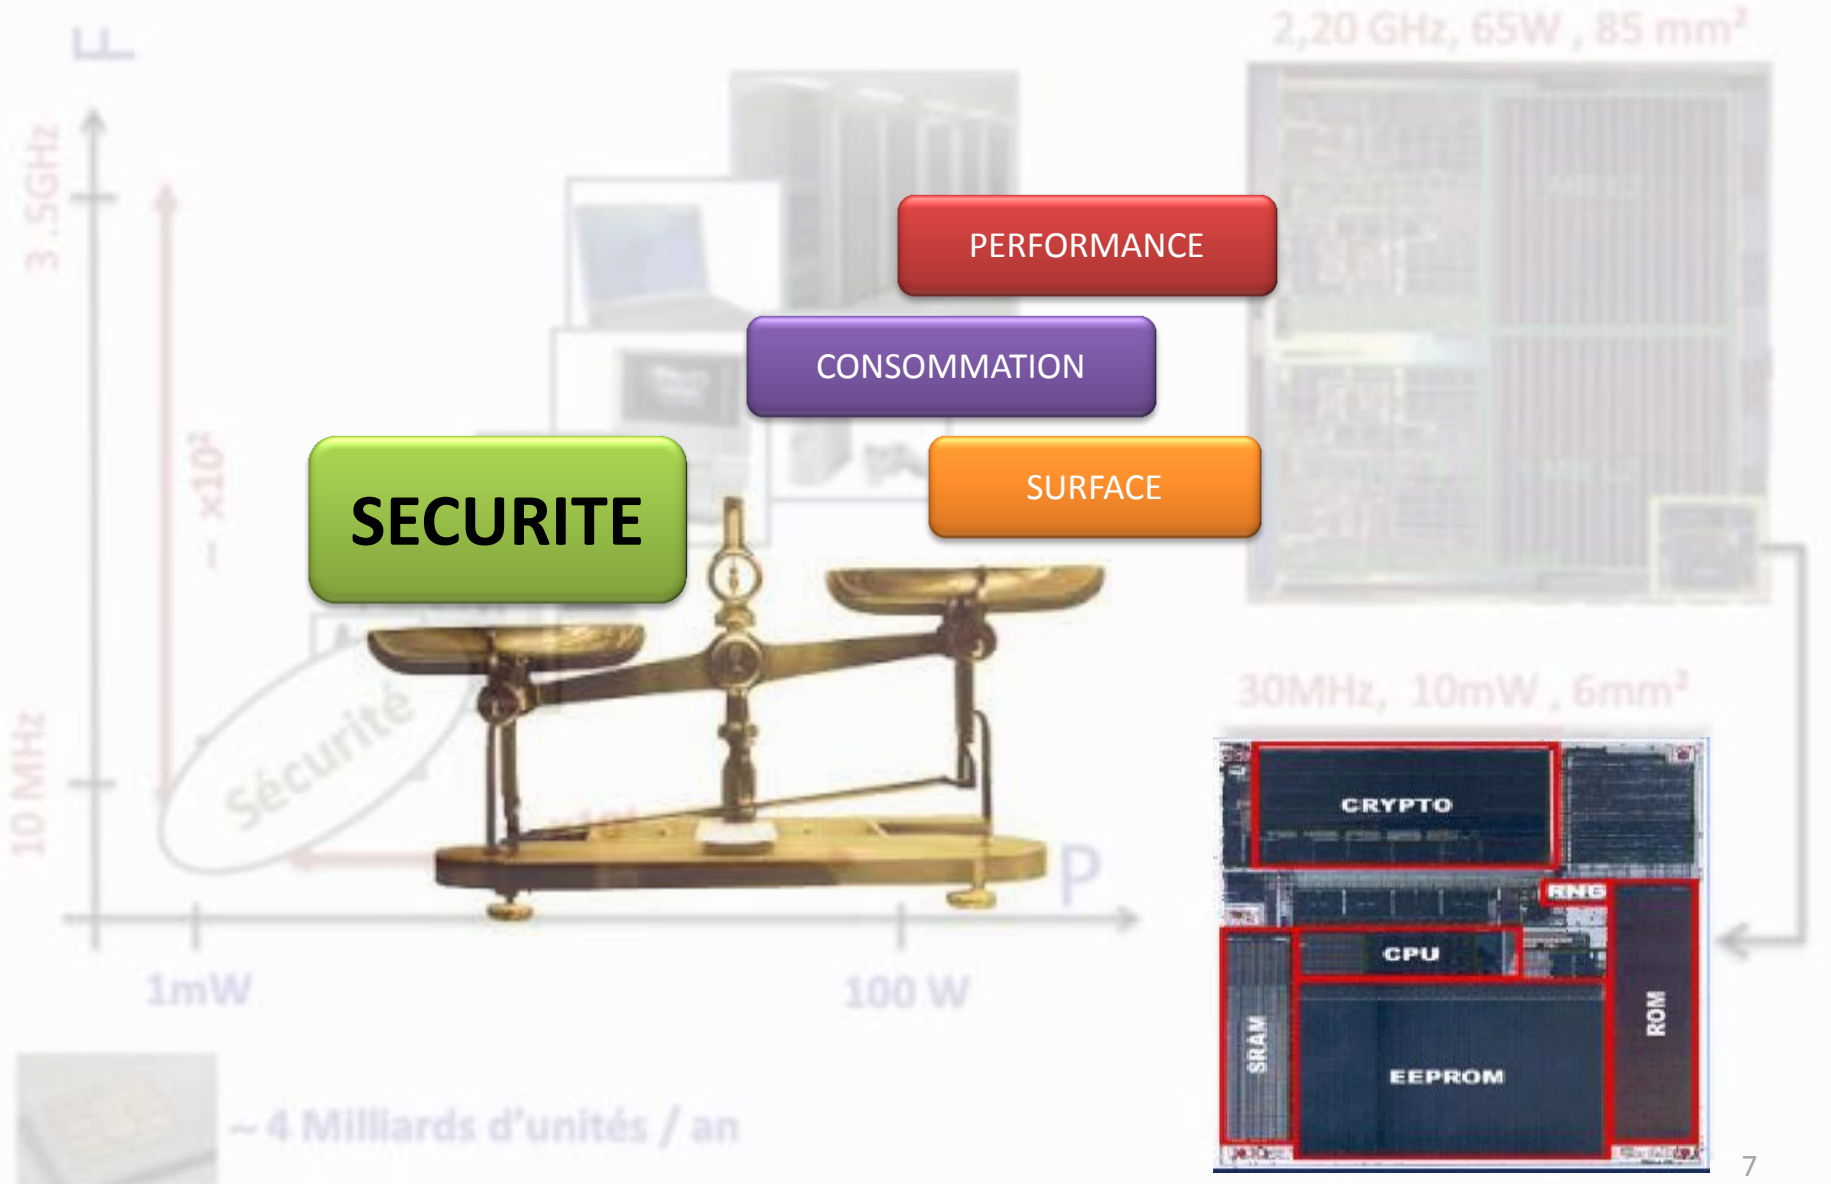 F
2,20 GHz, 65W , 85 mm²
3 .5GHz
PERFORMANCE
CONSOMMATION
~ x10²
SECURITE
SURFACE
30MHz, 10mW , 6mm²
Sécurité
10 MHz
CRYPTO
RNG
CPU
SRAM
ROM
EEPROM
P
1mW
100 W
~ 4 Milliards d'unités / an
7